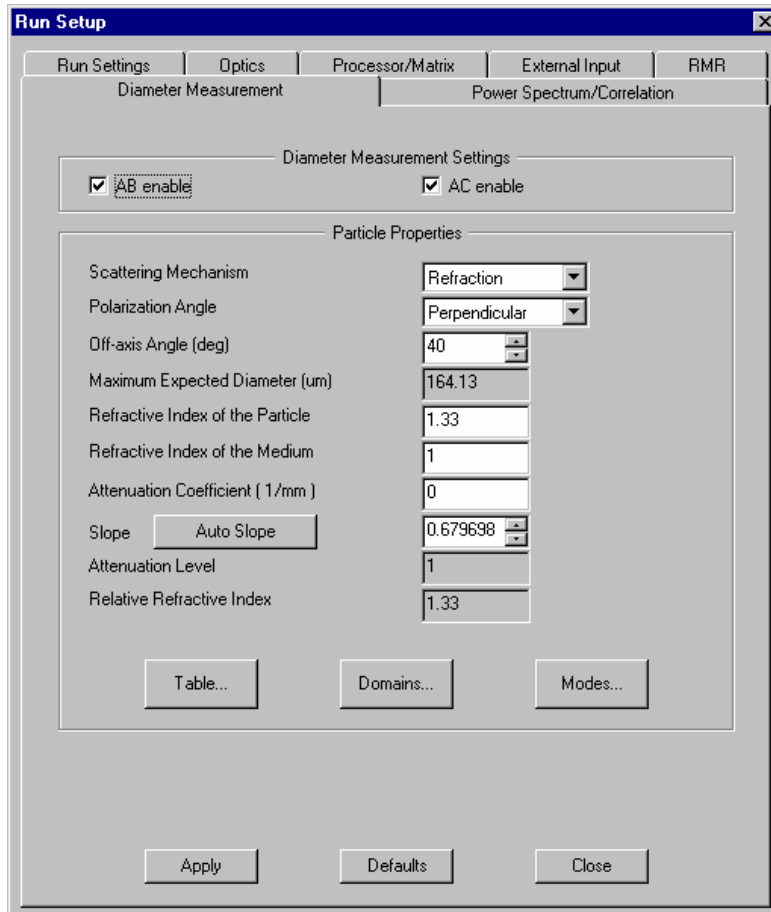 Run Setup
Run Settings Optics Processor/Matrix External Input RMR
Diameter Measurement Power Spectrum/Correlation
Diameter Measurement Settings
AB enable AC enable
Particle Properties
Scattering Mechanism Refraction
Polarization Angle Perpendicular
Off-axis Angle (deg) 40
Maximum Expected Diameter (um) 164.13
Refractive Index of the Particle 1.33
Refractive Index of the Medium 1
Attenuation Coefficient ( 1/mm ) 0
Slope Auto Slope 0.679698
Attenuation Level 1
Relative Refractive Index 1.33
Table... Domains... Modes...
Apply Defaults Close